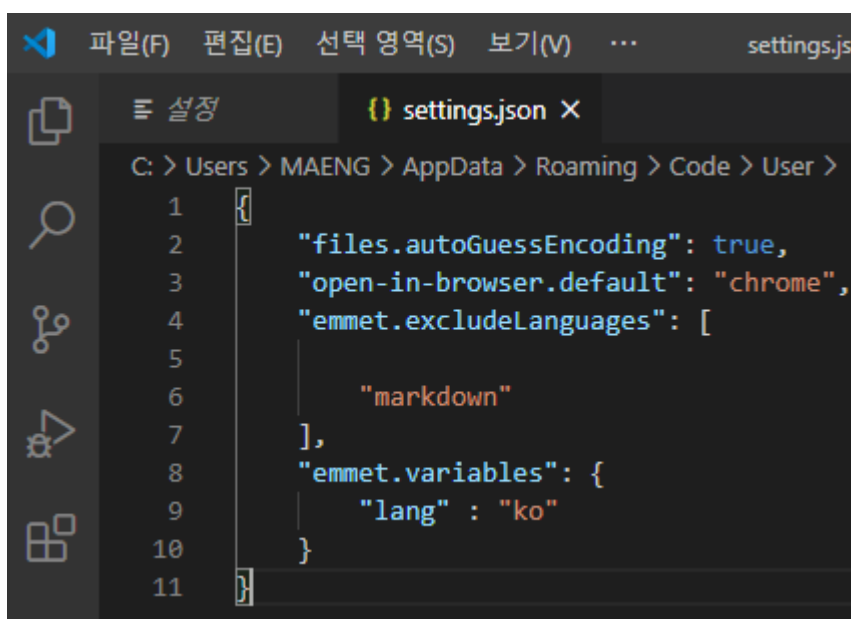 파일(F) 편집(E) 선택 영역(S) 보기(V) ··· settings.js
설정 {} settings.json ×
C: > Users > MAENG > AppData > Roaming > Code > User >
1 {
2 "files.autoGuessEncoding": true,
3 "open-in-browser.default": "chrome",
4 "emmet.excludeLanguages": [
5
6 "markdown"
7 ],
8 "emmet.variables": {
9 "lang" : "ko"
10 }
11 }